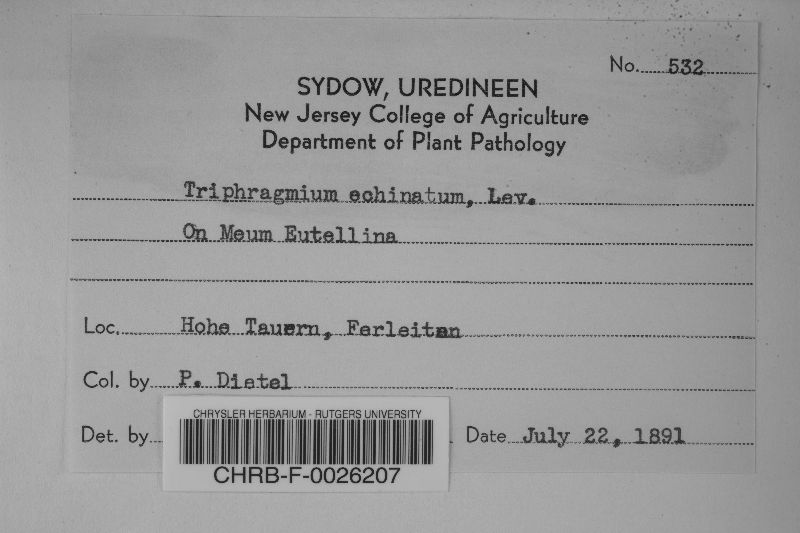 No. 532
SYDOW, UREDINEEN
New Jersey College of Agriculture
Department of Plant Pathology
Triphragmium echinatum, Lev.
On Meum Eutellina
Loc. Hohe Tauern, Ferleiten
Col. by P. Dietel
Det. by
Date July 22, 1891
CHRYSLER HERBARIUM - RUTGERS UNIVERSITY
CHRB-F-0026207